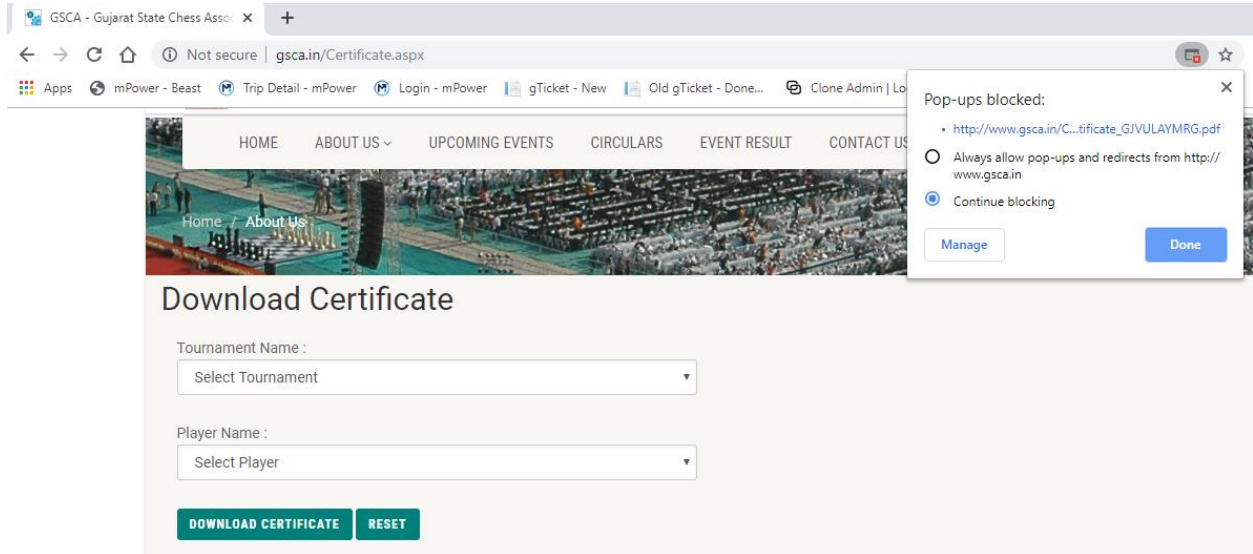 GSCA - Gujarat State Chess Asso
Not secure | gsca.in/Certificate.aspx
Apps mPower - Beast Trip Detail - mPower Login - mPower gTicket - New Old gTicket - Done... Clone Admin | Lo
Pop-ups blocked:
• http://www.gsca.in/C...tificate_GJVULAYMRG.pdf
Always allow pop-ups and redirects from http://
www.gsca.in
Continue blocking
Manage Done
HOME ABOUT US UPCOMING EVENTS CIRCULARS EVENT RESULT CONTACT US
Home / About Us
Download Certificate
Tournament Name :
Select Tournament
Player Name :
Select Player
DOWNLOAD CERTIFICATE RESET